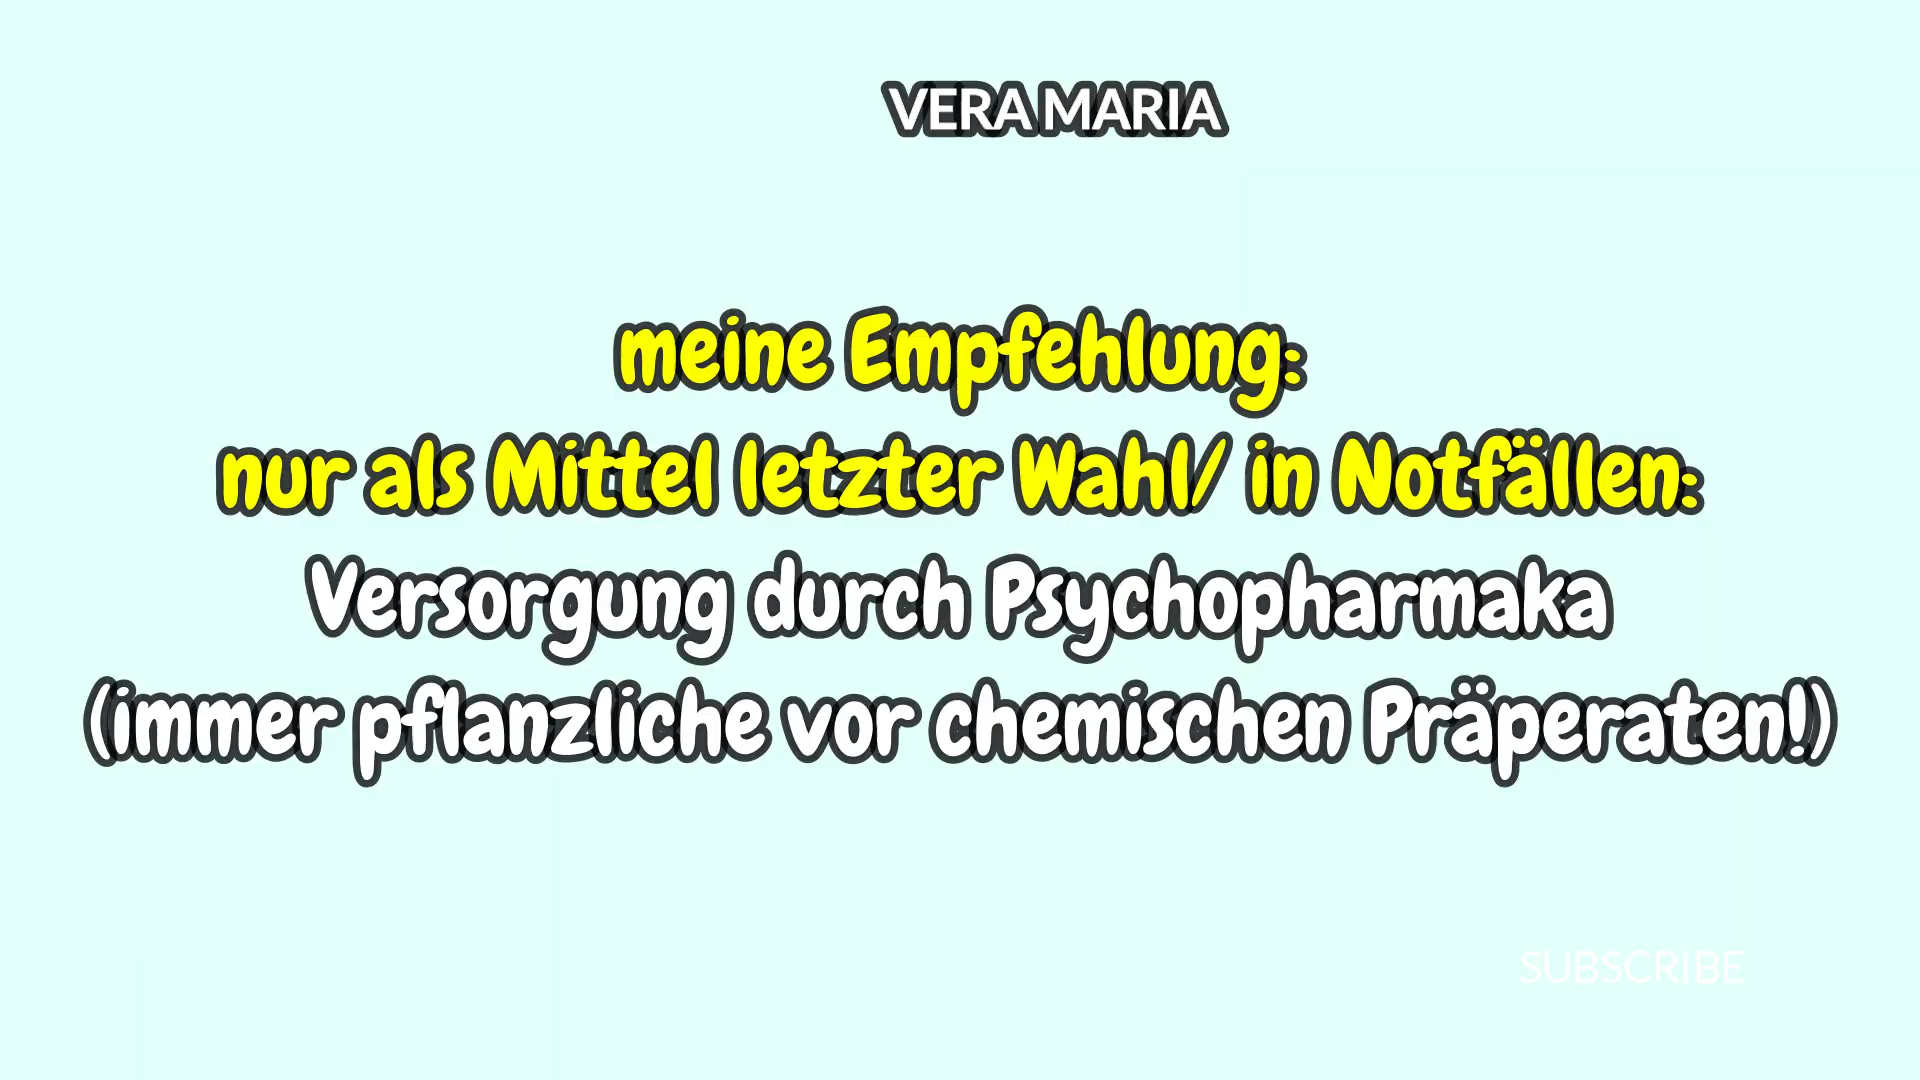 VERA MARIA
meine Empfehlung:
nur als Mittel letzter Wahl/ in Notfällen:
Versorgung durch Psychopharmaka
(immer pflanzliche vor chemischen Präperaten!)
SUBSCRIBE